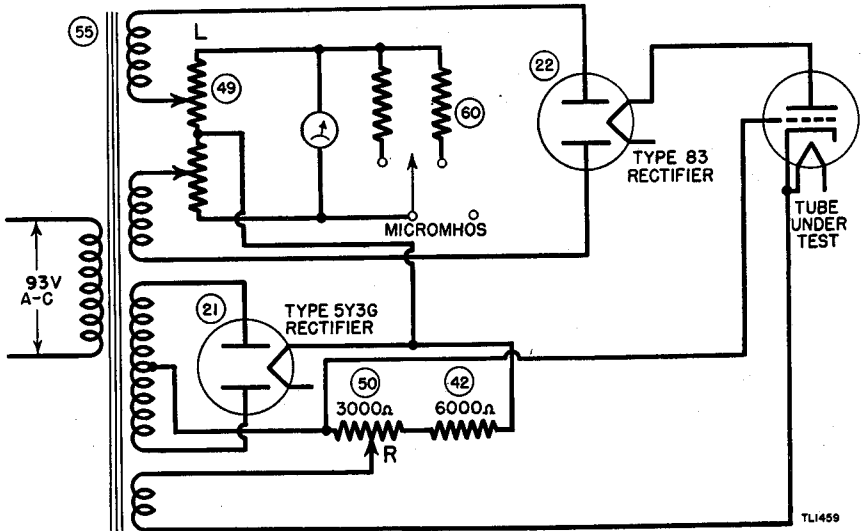 55
L
49
22
60
TYPE 83
RECTIFIER
MICROMHOS
TUBE
UNDER
TEST
93V
A-C
21
TYPE 5Y3G
RECTIFIER
50
3000Ω
42
6000Ω
R
TL1459